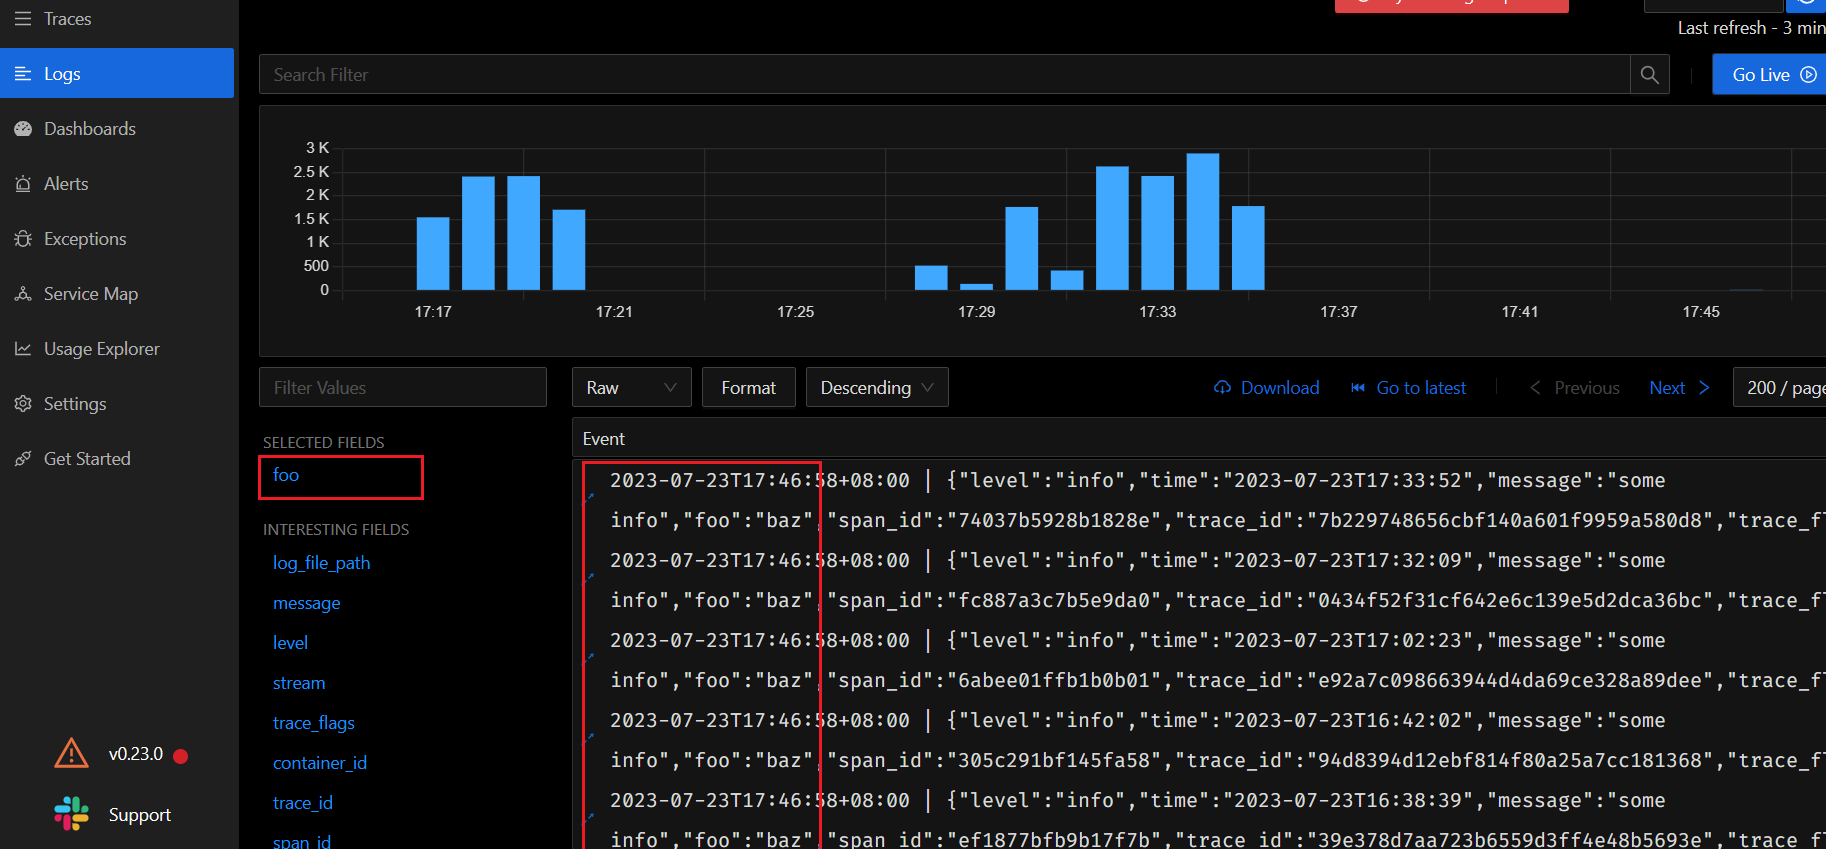 Traces
Last refresh - 3 min
Logs
Search Filter
Go Live
Dashboards
Alerts
Exceptions
Service Map
Usage Explorer
Settings
Get Started
3 K
2.5 K
2 K
1.5 K
1 K
500
0
17:17 17:21 17:25 17:29 17:33 17:37 17:41 17:45
Filter Values
Raw Format Descending Download Go to latest Previous Next 200 / page
SELECTED FIELDS
foo
INTERESTING FIELDS
log_file_path
message
level
stream
trace_flags
container_id
trace_id
span_id
Event
2023-07-23T17:46:58+08:00 | {"level":"info","time":"2023-07-23T17:33:52","message":"some
info","foo":"baz","span_id":"74037b5928b1828e","trace_id":"7b229748656cbf140a601f9959a580d8","trace_fl
2023-07-23T17:46:58+08:00 | {"level":"info","time":"2023-07-23T17:32:09","message":"some
info","foo":"baz","span_id":"fc887a3c7b5e9da0","trace_id":"0434f52f31cf642e6c139e5d2dca36bc","trace_fl
2023-07-23T17:46:58+08:00 | {"level":"info","time":"2023-07-23T17:02:23","message":"some
info","foo":"baz","span_id":"6abee01ffb1b0b01","trace_id":"e92a7c098663944d4da69ce328a89dee","trace_fl
2023-07-23T17:46:58+08:00 | {"level":"info","time":"2023-07-23T16:42:02","message":"some
info","foo":"baz","span_id":"305c291bf145fa58","trace_id":"94d8394d12ebf814f80a25a7cc181368","trace_fl
2023-07-23T17:46:58+08:00 | {"level":"info","time":"2023-07-23T16:38:39","message":"some
info","foo":"baz","span_id":"ef1877bfb9b17f7b","trace_id":"39e378d7aa723b6559d3ff4e48b5693e","trace_fl
v0.23.0
Support